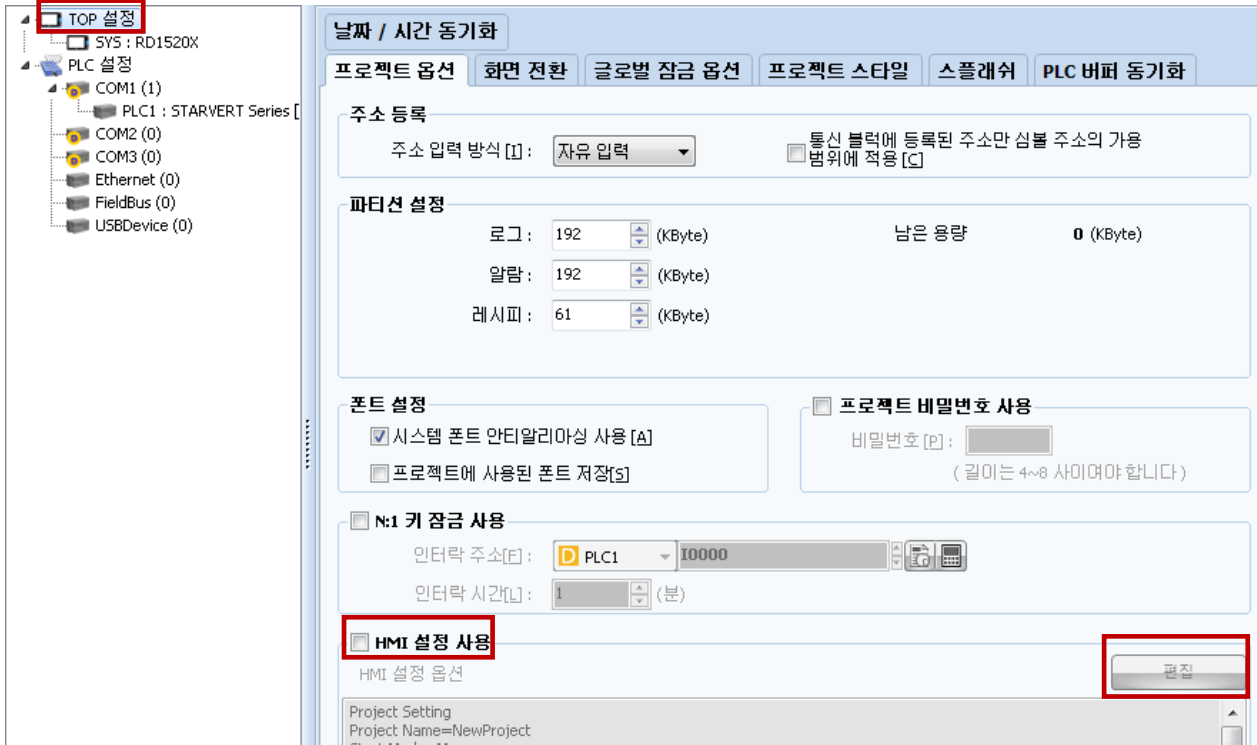 TOP 설정
SYS : RD1520X
PLC 설정
COM1 (1)
PLC1 : STARVERT Series [
COM2 (0)
COM3 (0)
Ethernet (0)
FieldBus (0)
USBDevice (0)
날짜 / 시간 동기화
프로젝트 옵션 화면 전환 글로벌 잠금 옵션 프로젝트 스타일 스플래쉬 PLC 버퍼 동기화
주소 등록
주소 입력 방식[I] : 자유 입력
통신 블럭에 등록된 주소만 심볼 주소의 가용
범위에 적용[C]
파티션 설정
로그 : 192 (KByte) 남은 용량 0 (KByte)
알람 : 192 (KByte)
레시피 : 61 (KByte)
폰트 설정
시스템 폰트 안티알리아싱 사용[A]
프로젝트에 사용된 폰트 저장[S]
프로젝트 비밀번호 사용
비밀번호[P] :
( 길이는 4~8 사이여야 합니다 )
N:1 키 잠금 사용
인터락 주소[F] : D PLC1 I0000
인터락 시간[L] : 1 (분)
HMI 설정 사용
HMI 설정 옵션 편집
Project Setting
Project Name=NewProject